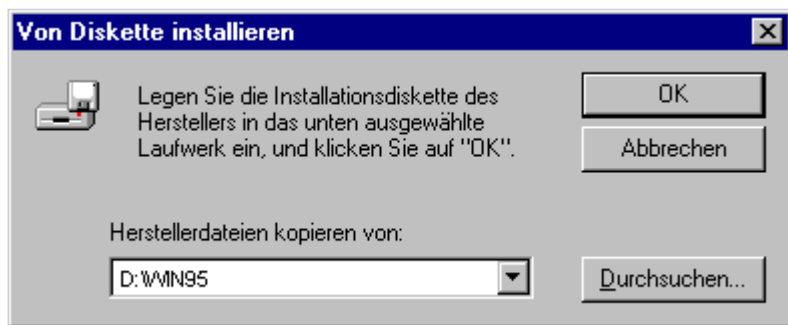 Von Diskette installieren
Legen Sie die Installationsdiskette des
Herstellers in das unten ausgewählte
Laufwerk ein, und klicken Sie auf "OK".
OK
Abbrechen
Herstellerdateien kopieren von:
D:\WIN95
Durchsuchen...